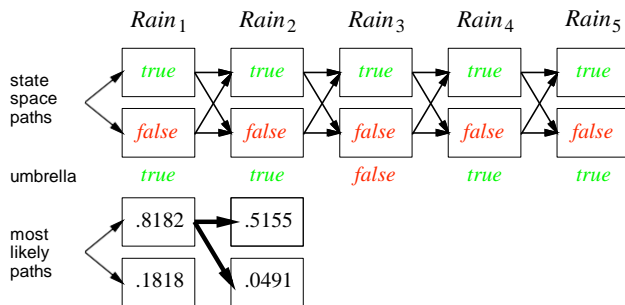 Rain1 Rain2 Rain3 Rain4 Rain5
state space paths
true true true true true
false false false false false
umbrella true true false true true
most likely paths
.8182 .5155
.1818 .0491